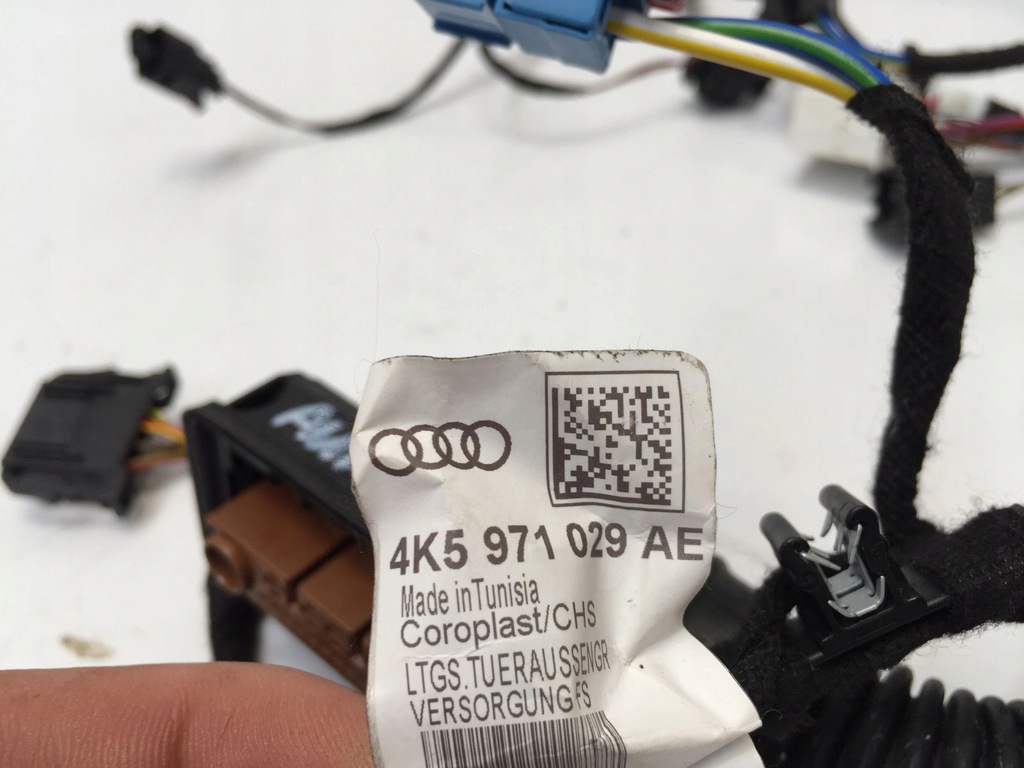 4K5 971 029 AE
Made in Tunisia
Coroplast/CHS
LTGS.TUERAUSSENGR
VERSORGUNG FS